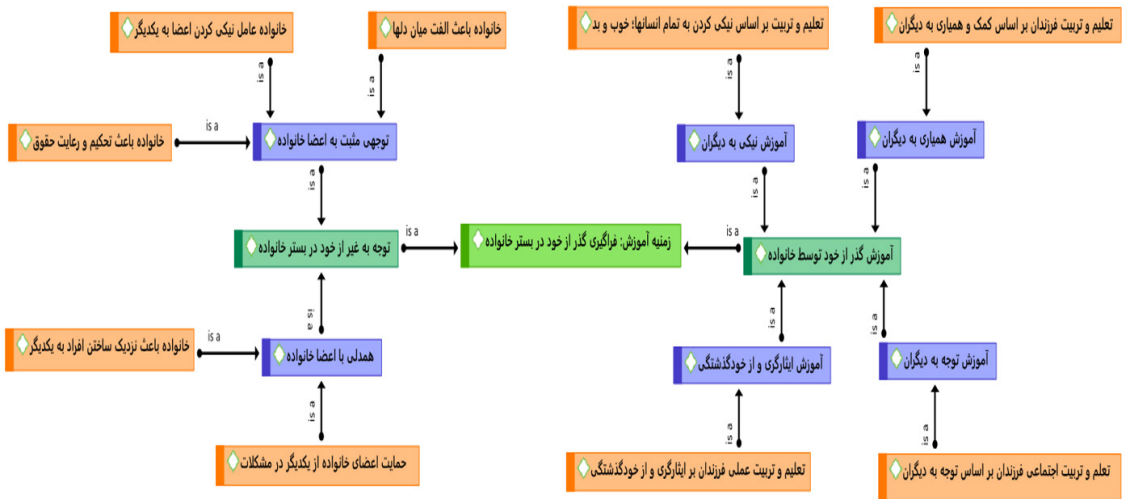 تعلیم و تربیت فرزندان بر اساس کمک و همیاری به دیگران
تعلیم و تربیت بر اساس نیکی کردن به تمام انسانها؛ خوب و بد
خانواده باعث الفت میان دلها
خانواده عامل نیکی کردن اعضا به یکدیگر
is a
is a
is a
is a
آموزش همیاری به دیگران
آموزش نیکی به دیگران
توجهی مثبت به اعضا خانواده
is a
خانواده باعث تحکیم و رعایت حقوق
is a
is a
is a
آموزش گذر از خود توسط خانواده
is a
زمنیه آموزش: فراگیری گذر از خود در بستر خانواده
is a
توجه به غیر از خود در بستر خانواده
is a
is a
is a
آموزش توجه به دیگران
آموزش ایثارگری و از خودگذشتگی
همدلی با اعضا خانواده
is a
خانواده باعث نزدیک ساختن افراد به یکدیگر
is a
is a
is a
تعلم و تربیت اجتماعی فرزندان بر اساس توجه به دیگران
تعلیم و تربیت عملی فرزندان بر ایثارگری و از خودگذشتگی
حمایت اعضای خانواده از یکدیگر در مشکلات